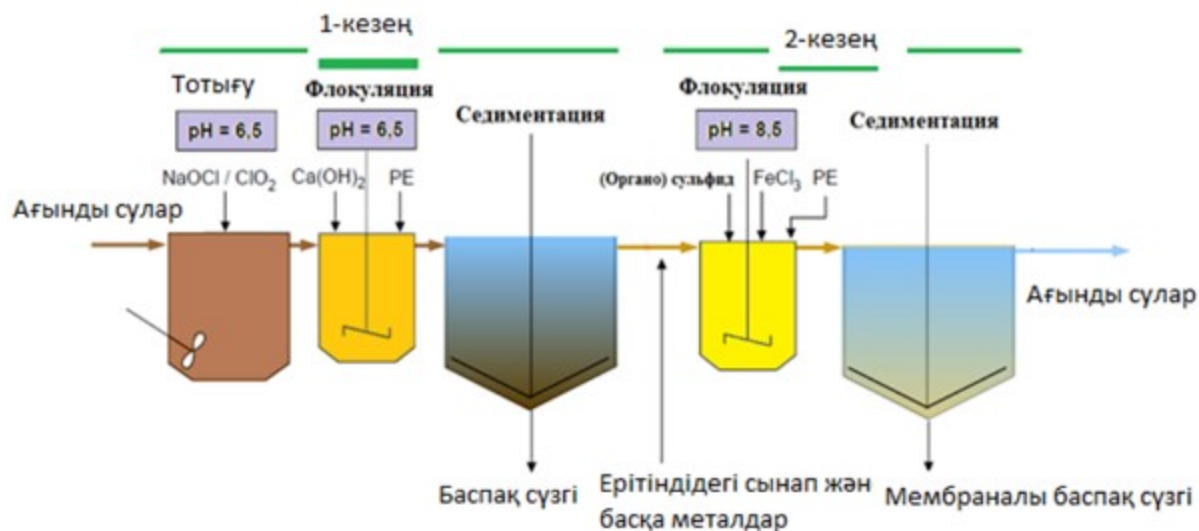 1-кезең
2-кезең
Тотығу
Флокуляция
Флокуляция
pH = 6,5
pH = 6,5
Седиментация
pH = 8,5
Седиментация
NaOCl / ClO₂
Ca(OH)₂
PE
(Органо) сульфид
FeCl₃
PE
Ағынды сулар
Ағынды сулар
Баспақ сүзгі
Ерітіндідегі сынап жән
басқа металдар
Мембраналы баспақ сүзгі